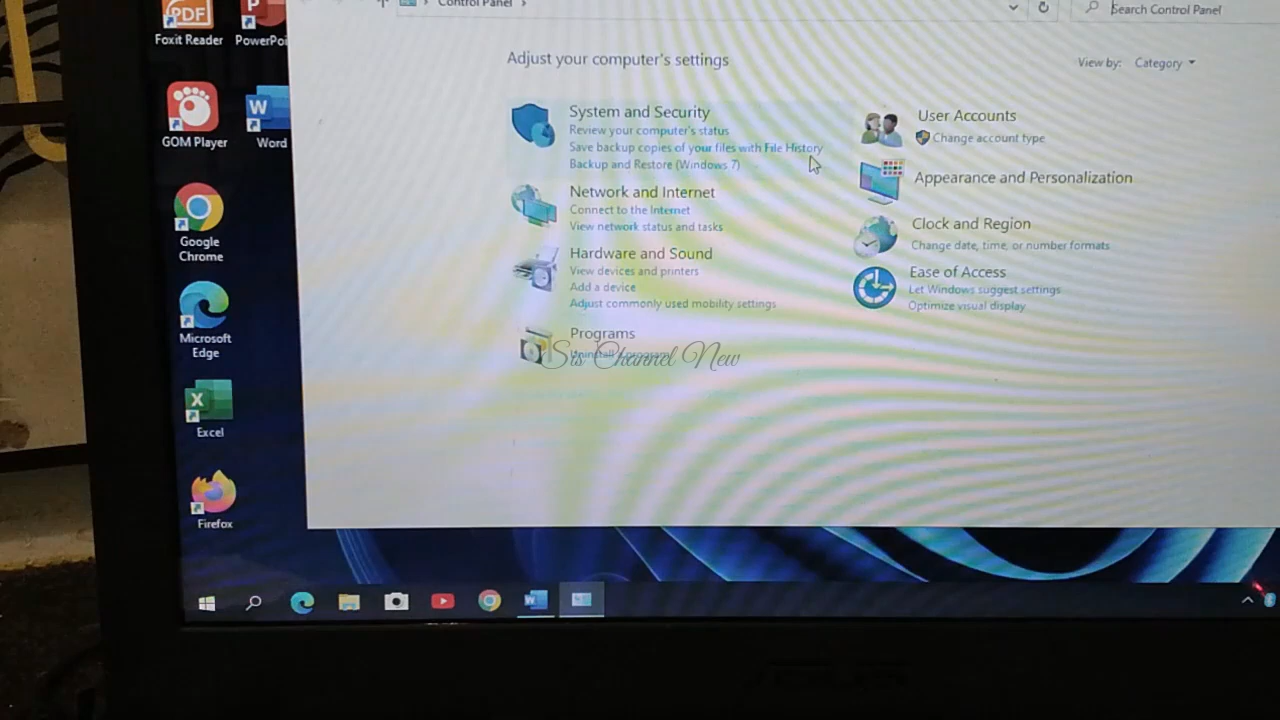 Control Panel
Search Control Panel
Foxit Reader
PowerPoi
GOM Player
Word
Google
Chrome
Microsoft
Edge
Excel
Firefox
Adjust your computer's settings
View by: Category
System and Security
Review your computer's status
Save backup copies of your files with File History
Backup and Restore (Windows 7)
Network and Internet
Connect to the Internet
View network status and tasks
Hardware and Sound
View devices and printers
Add a device
Adjust commonly used mobility settings
Programs
Uninstall a program
Sis Channel New
User Accounts
Change account type
Appearance and Personalization
Clock and Region
Change date, time, or number formats
Ease of Access
Let Windows suggest settings
Optimize visual display